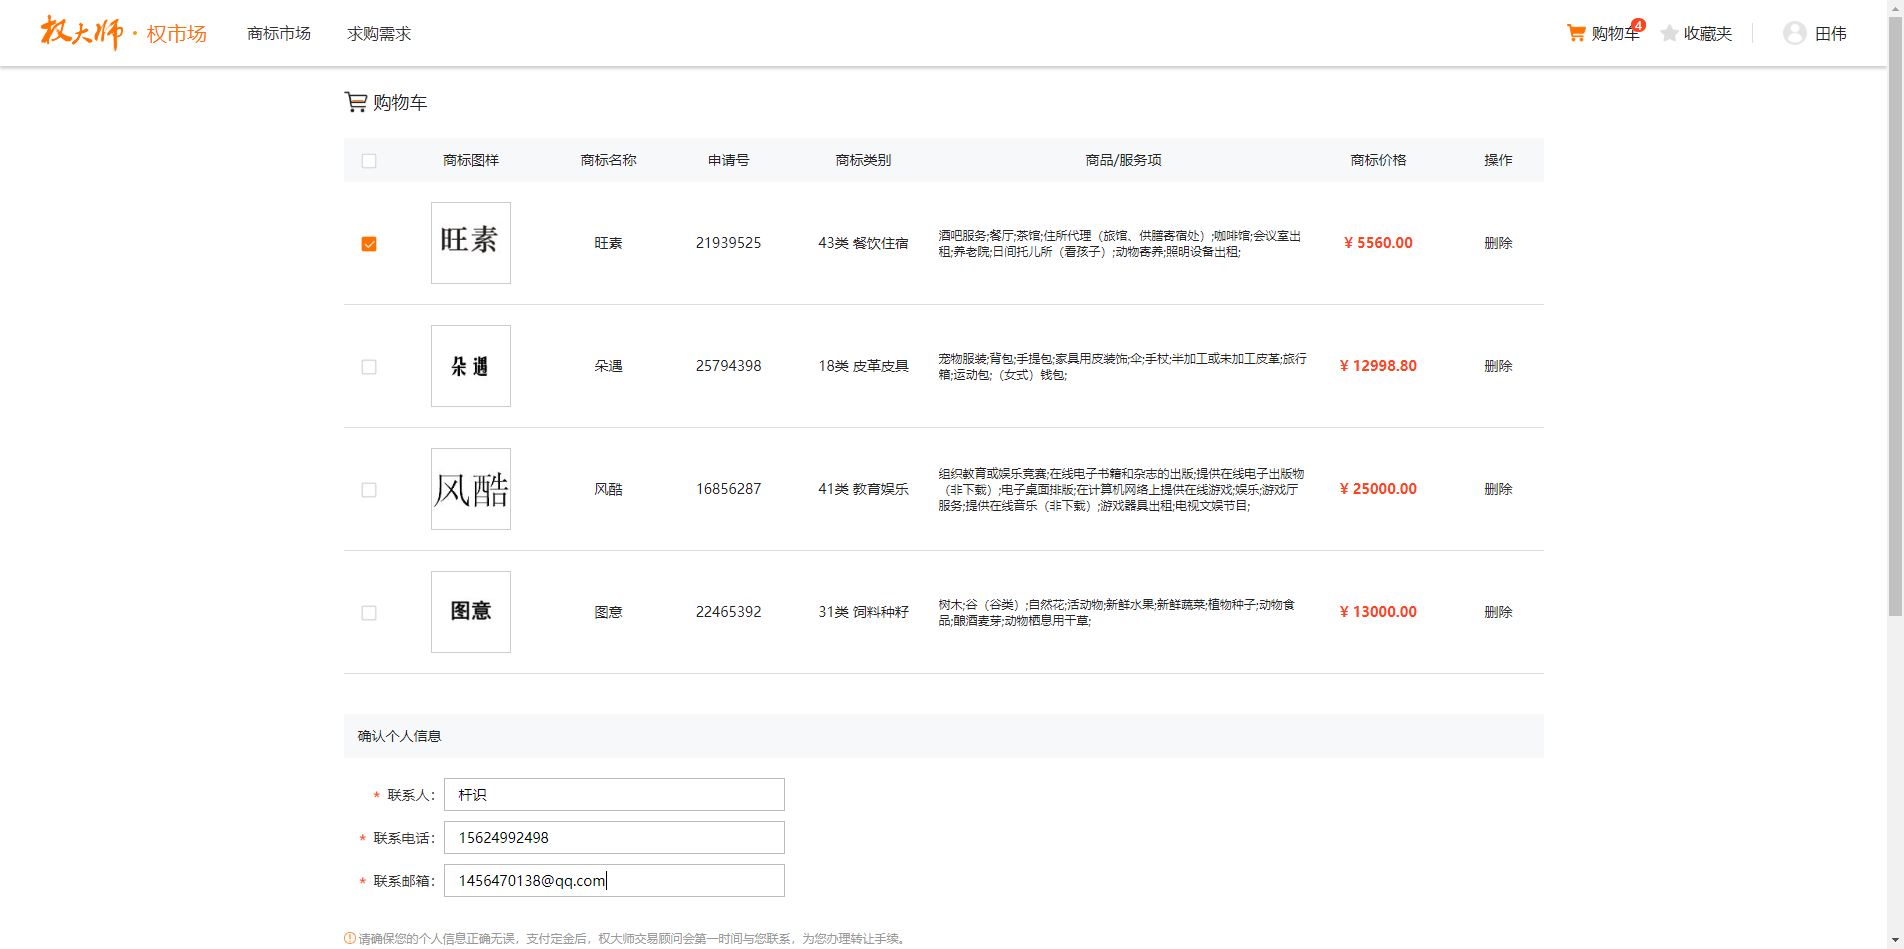 权大师·权市场 商标市场 求购需求 购物车 4 收藏夹 田伟
购物车
商标图样 商标名称 申请号 商标类别 商品/服务项 商标价格 操作
旺素 旺素 21939525 43类 餐饮住宿 酒吧服务;餐厅;茶馆;住所代理（旅馆、供膳寄宿处）;咖啡馆;会议室出 ¥ 5560.00 删除
租;养老院;日间托儿所（看孩子）;动物寄养;照明设备出租;
朵遇 朵遇 25794398 18类 皮革皮具 宠物服装;背包;手提包;家具用皮装饰;伞;手杖;半加工或未加工皮革;旅行 ¥ 12998.80 删除
箱;运动包;（女式）钱包;
风酷 风酷 16856287 41类 教育娱乐 组织教育或娱乐竞赛;在线电子书籍和杂志的出版;提供在线电子出版物 ¥ 25000.00 删除
（非下载）;电子桌面排版;在计算机网络上提供在线游戏;娱乐;游戏厅
服务;提供在线音乐（非下载）;游戏器具出租;电视文娱节目;
图意 图意 22465392 31类 饲料种籽 树木;谷（谷类）;自然花;活动物;新鲜水果;新鲜蔬菜;植物种子;动物食 ¥ 13000.00 删除
品;酿酒麦芽;动物栖息用干草;
确认个人信息
* 联系人： 杆识
* 联系电话： 15624992498
* 联系邮箱： 1456470138@qq.com
请确保您的个人信息正确无误，支付定金后，权大师交易顾问会第一时间与您联系，为您办理转让手续。